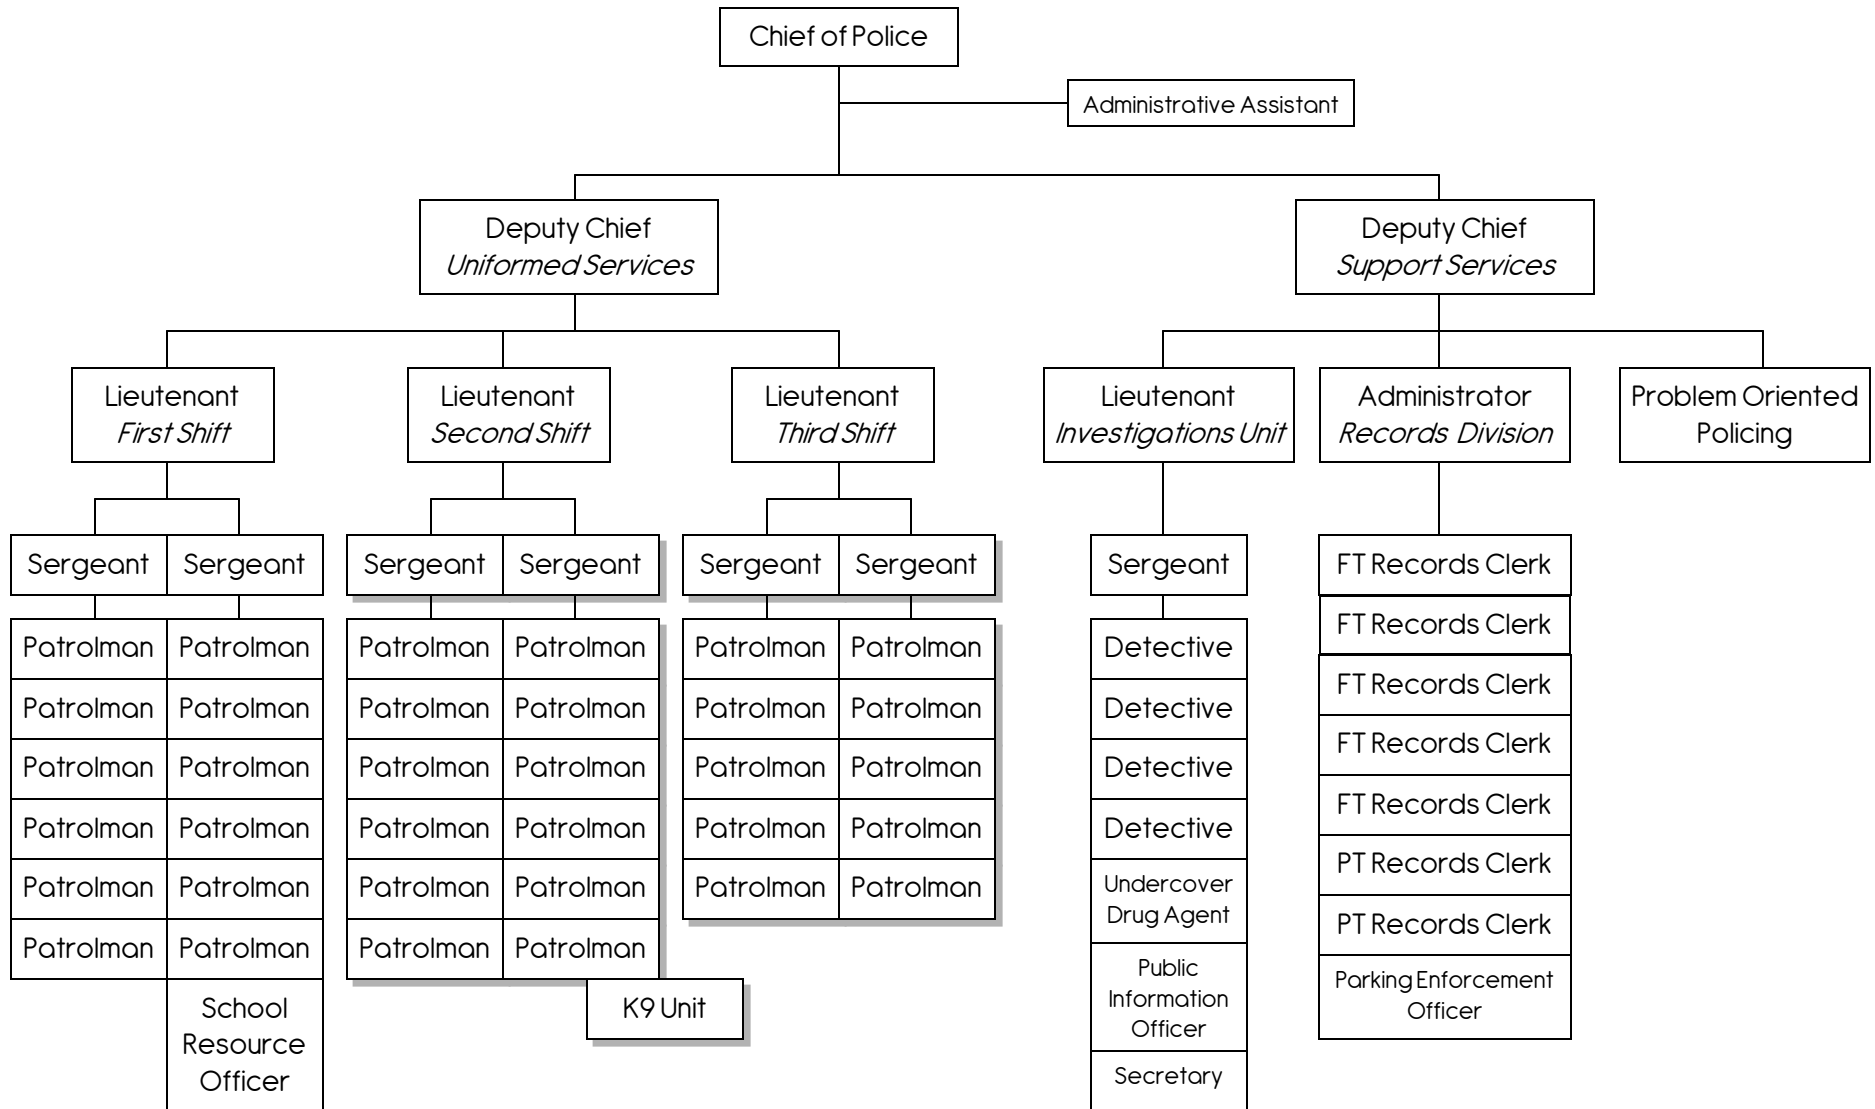 Chief of Police
Administrative Assistant
Deputy Chief
Uniformed Services
Deputy Chief
Support Services
Lieutenant
First Shift
Lieutenant
Second Shift
Lieutenant
Third Shift
Lieutenant
Investigations Unit
Administrator
Records Division
Problem Oriented
Policing
Sergeant
Sergeant
Patrolman
Patrolman
Patrolman
Patrolman
Patrolman
Patrolman
Patrolman
Patrolman
Patrolman
Patrolman
Patrolman
Patrolman
School
Resource
Officer
Sergeant
Sergeant
Patrolman
Patrolman
Patrolman
Patrolman
Patrolman
Patrolman
Patrolman
Patrolman
Patrolman
Patrolman
Patrolman
Patrolman
K9 Unit
Sergeant
Sergeant
Patrolman
Patrolman
Patrolman
Patrolman
Patrolman
Patrolman
Patrolman
Patrolman
Patrolman
Patrolman
Sergeant
Detective
Detective
Detective
Detective
Undercover
Drug Agent
Public
Information
Officer
Secretary
FT Records Clerk
FT Records Clerk
FT Records Clerk
FT Records Clerk
FT Records Clerk
PT Records Clerk
PT Records Clerk
Parking Enforcement
Officer